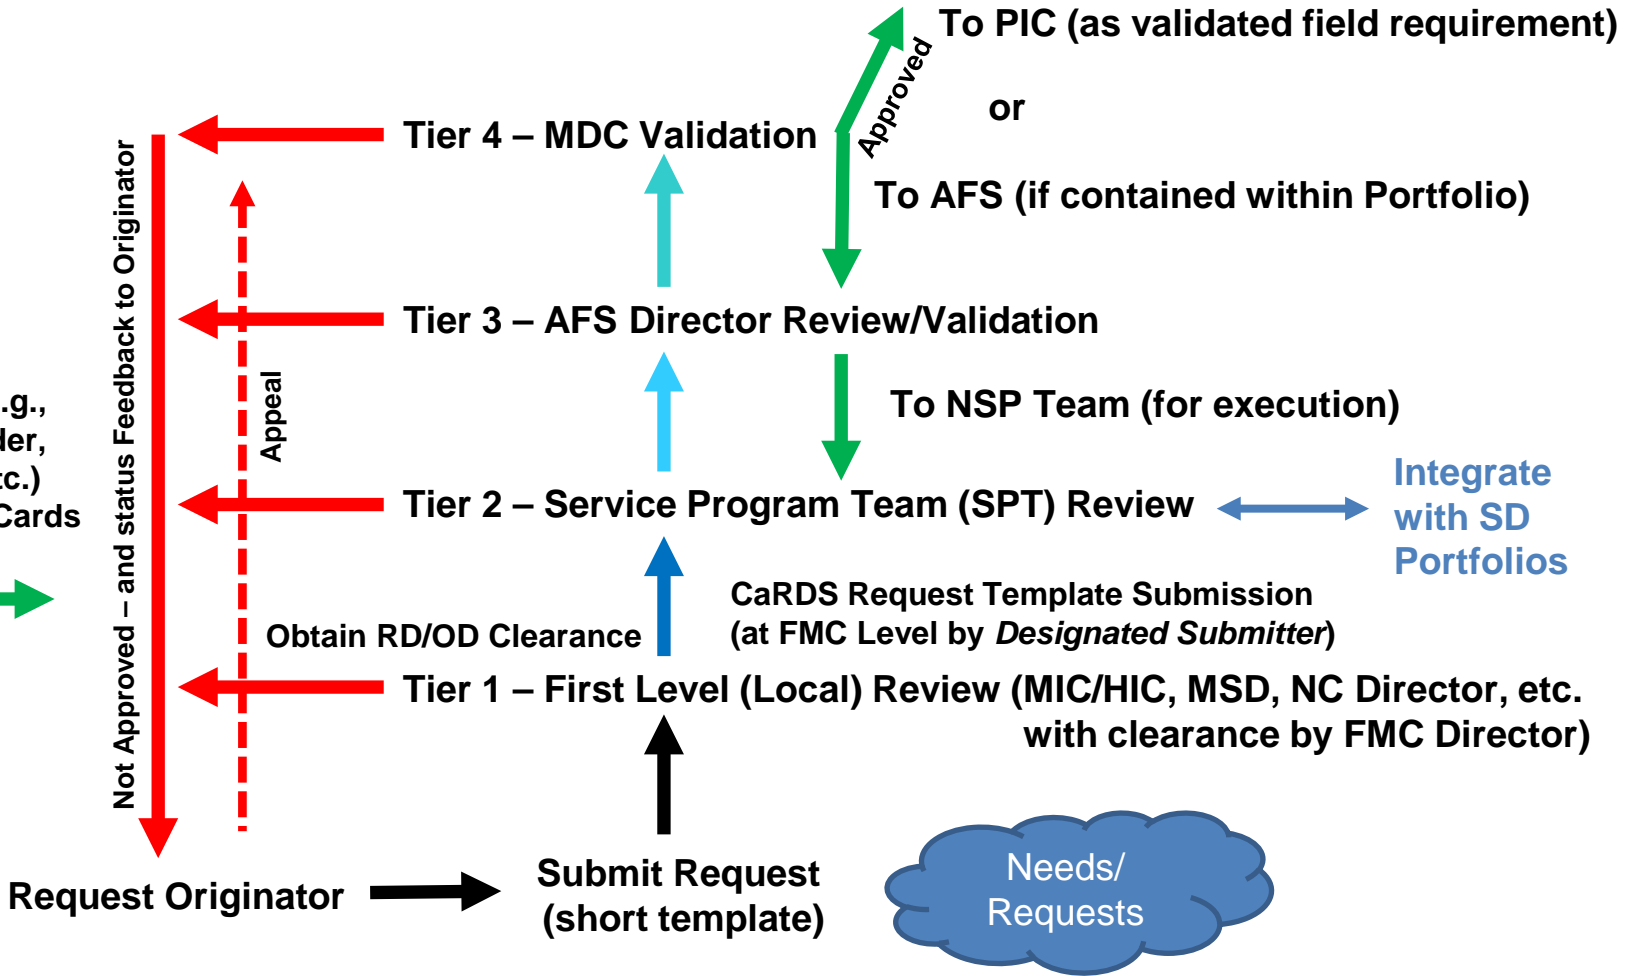 To PIC (as validated field requirement)
Approved
or
Tier 4 – MDC Validation
To AFS (if contained within Portfolio)
Not Approved – and status Feedback to Originator
Tier 3 – AFS Director Review/Validation
Appeal
To NSP Team (for execution)
Cards
Tier 2 – Service Program Team (SPT) Review
Integrate
with SD
Portfolios
CaRDS Request Template Submission
(at FMC Level by Designated Submitter)
Obtain RD/OD Clearance
Tier 1 – First Level (Local) Review (MIC/HIC, MSD, NC Director, etc.
with clearance by FMC Director)
Submit Request
(short template)
Request Originator
Needs/
Requests